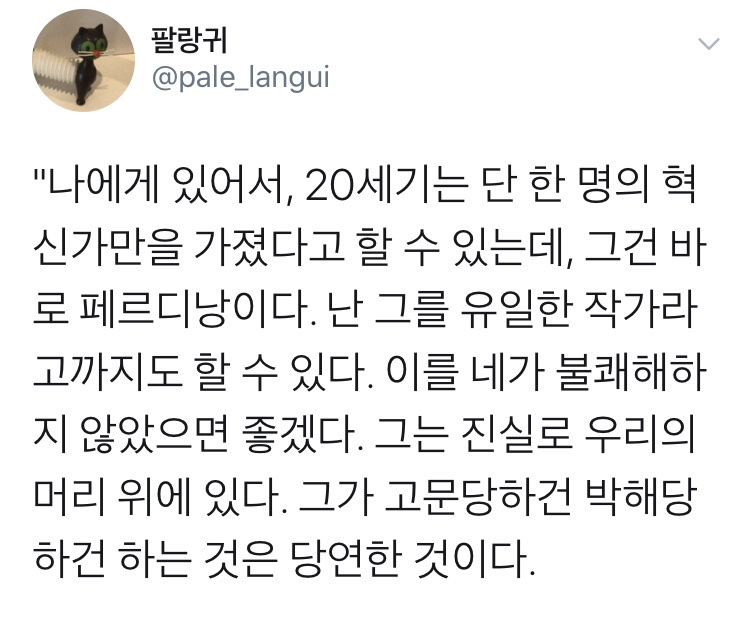 팔랑귀
@pale_langui
"나에게 있어서, 20세기는 단 한 명의 혁
신가만을 가졌다고 할 수 있는데, 그건 바
로 페르디낭이다. 난 그를 유일한 작가라
고까지도 할 수 있다. 이를 네가 불쾌해하
지 않았으면 좋겠다. 그는 진실로 우리의
머리 위에 있다. 그가 고문당하건 박해당
하건 하는 것은 당연한 것이다.